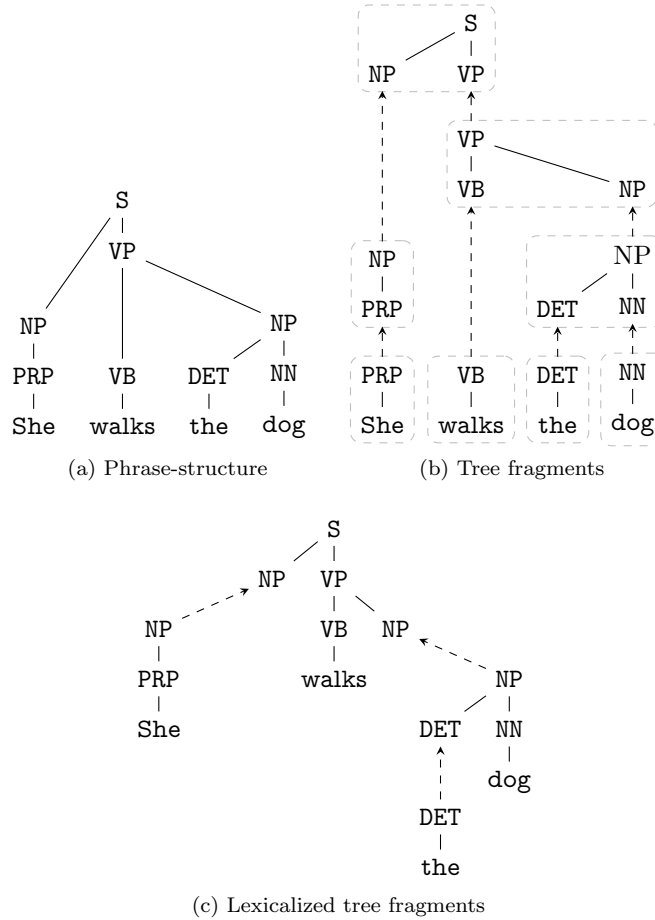 S
VP
NP
NP
PRP
VB
DET
NN
She
walks
the
dog
(a) Phrase-structure
S
NP
VP
VP
VB
NP
NP
NP
PRP
DET
NN
PRP
VB
DET
NN
She
walks
the
dog
(b) Tree fragments
S
NP
VP
NP
VB
NP
PRP
walks
NP
She
DET
NN
dog
DET
the
(c) Lexicalized tree fragments